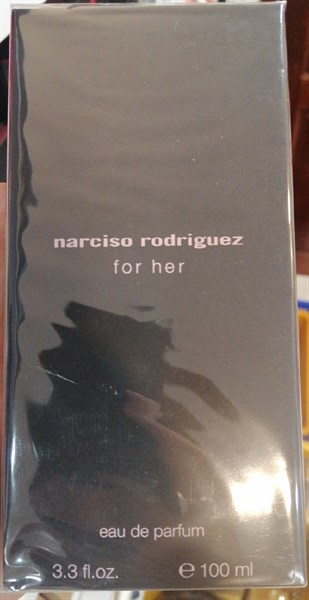 narciso rodriguez
for her
eau de parfum
3.3 fl.oz. ℮ 100 ml